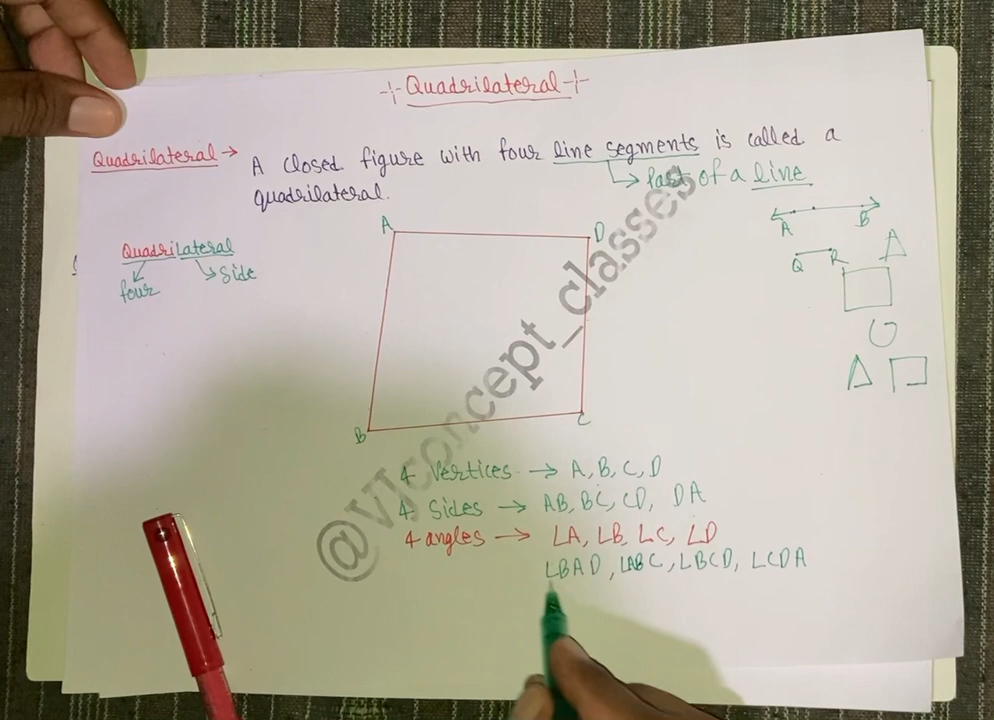 Quadrilateral
Quadrilateral → A closed figure with four line segments is called a
quadrilateral.
↳ Part of a line
Quadrilateral
four
Side
A
D
B
C
A
B
Q
R
4 Vertices → A, B, C, D
4 Sides → AB, BC, CD, DA
4 angles → ∠A, ∠B, ∠C, ∠D
∠BAD, ∠ABC, ∠BCD, ∠CDA
@VJconcept_classes